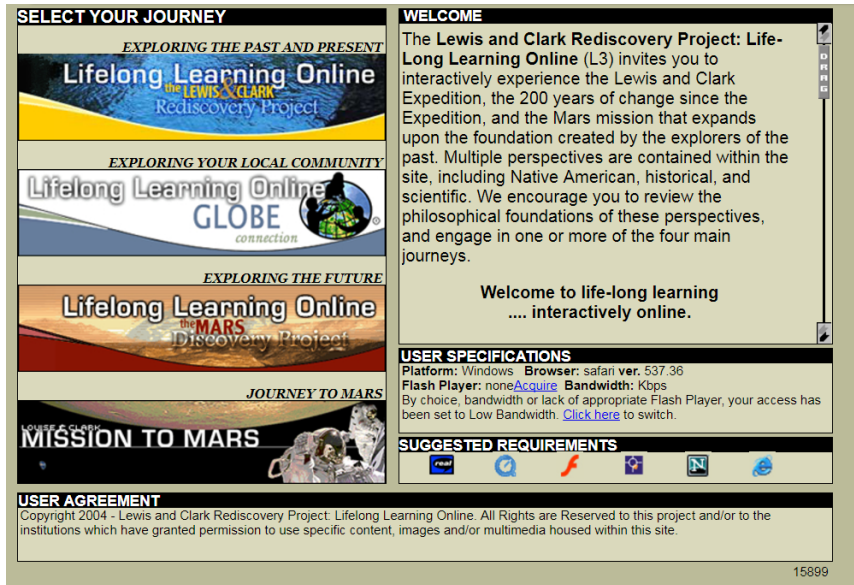 SELECT YOUR JOURNEY
EXPLORING THE PAST AND PRESENT
Lifelong Learning Online
the LEWIS & CLARK
Rediscovery Project
EXPLORING YOUR LOCAL COMMUNITY
Lifelong Learning Online
GLOBE ®
connection
EXPLORING THE FUTURE
Lifelong Learning Online
the MARS
Discovery Project
JOURNEY TO MARS
LOUISE & CLARK
MISSION TO MARS
WELCOME
The Lewis and Clark Rediscovery Project: Life-
Long Learning Online (L3) invites you to
interactively experience the Lewis and Clark
Expedition, the 200 years of change since the
Expedition, and the Mars mission that expands
upon the foundation created by the explorers of the
past. Multiple perspectives are contained within the
site, including Native American, historical, and
scientific. We encourage you to review the
philosophical foundations of these perspectives,
and engage in one or more of the four main
journeys.
Welcome to life-long learning
.... interactively online.
DRAG
USER SPECIFICATIONS
Platform: Windows Browser: safari ver. 537.36
Flash Player: noneAcquire Bandwidth: Kbps
By choice, bandwidth or lack of appropriate Flash Player, your access has
been set to Low Bandwidth. Click here to switch.
SUGGESTED REQUIREMENTS
real
N
USER AGREEMENT
Copyright 2004 - Lewis and Clark Rediscovery Project: Lifelong Learning Online. All Rights are Reserved to this project and/or to the
institutions which have granted permission to use specific content, images and/or multimedia housed within this site.
15899